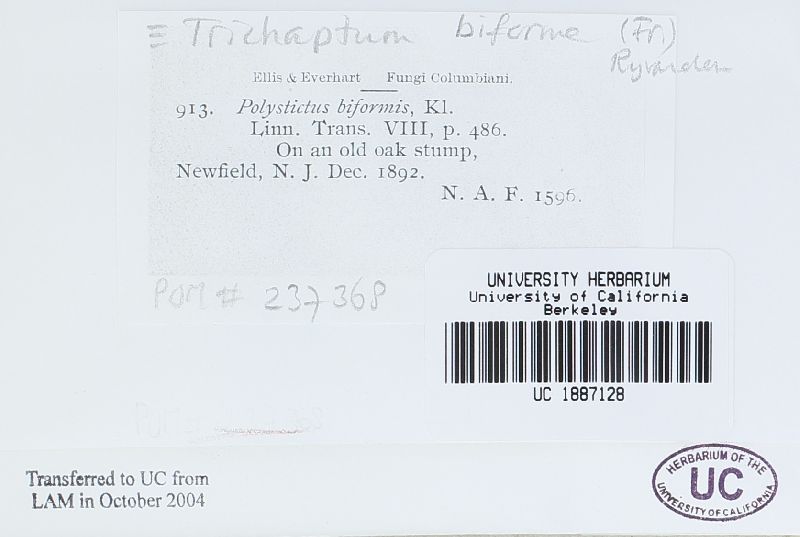 = Trichaptum biforme (Fr.)
Ryvarden
Ellis & Everhart Fungi Columbiani.
913. Polystictus biformis, Kl.
Linn. Trans. VIII, p. 486.
On an old oak stump,
Newfield, N. J. Dec. 1892.
N. A. F. 1596.
POM # 237368
UNIVERSITY HERBARIUM
University of California
Berkeley
UC 1887128
Transferred to UC from
LAM in October 2004
HERBARIUM OF THE
UC
UNIVERSITY OF CALIFORNIA